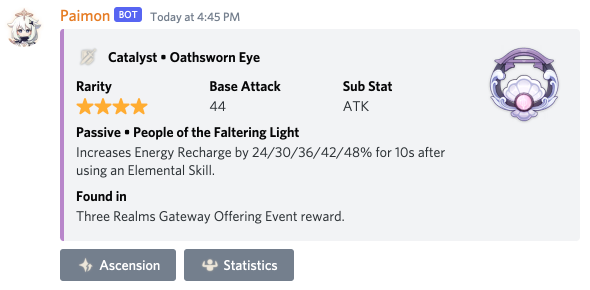 Paimon BOT Today at 4:45 PM
Catalyst • Oathsworn Eye
Rarity Base Attack Sub Stat
44 ATK
Passive • People of the Faltering Light
Increases Energy Recharge by 24/30/36/42/48% for 10s after
using an Elemental Skill.
Found in
Three Realms Gateway Offering Event reward.
Ascension Statistics